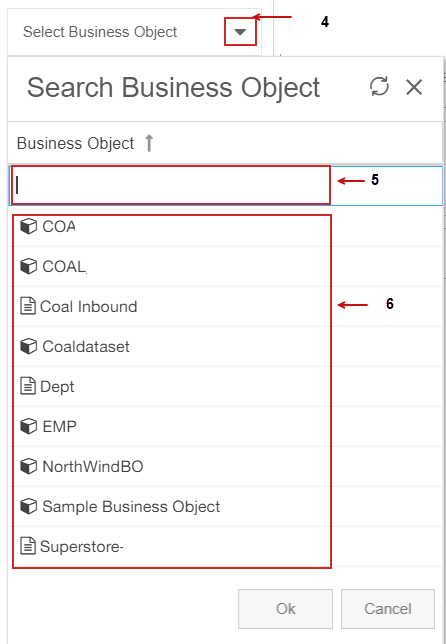 Select Business Object
4
Search Business Object
Business Object
5
COA
COAL
Coal Inbound
6
Coaldataset
Dept
EMP
NorthWindBO
Sample Business Object
Superstore-
Ok Cancel